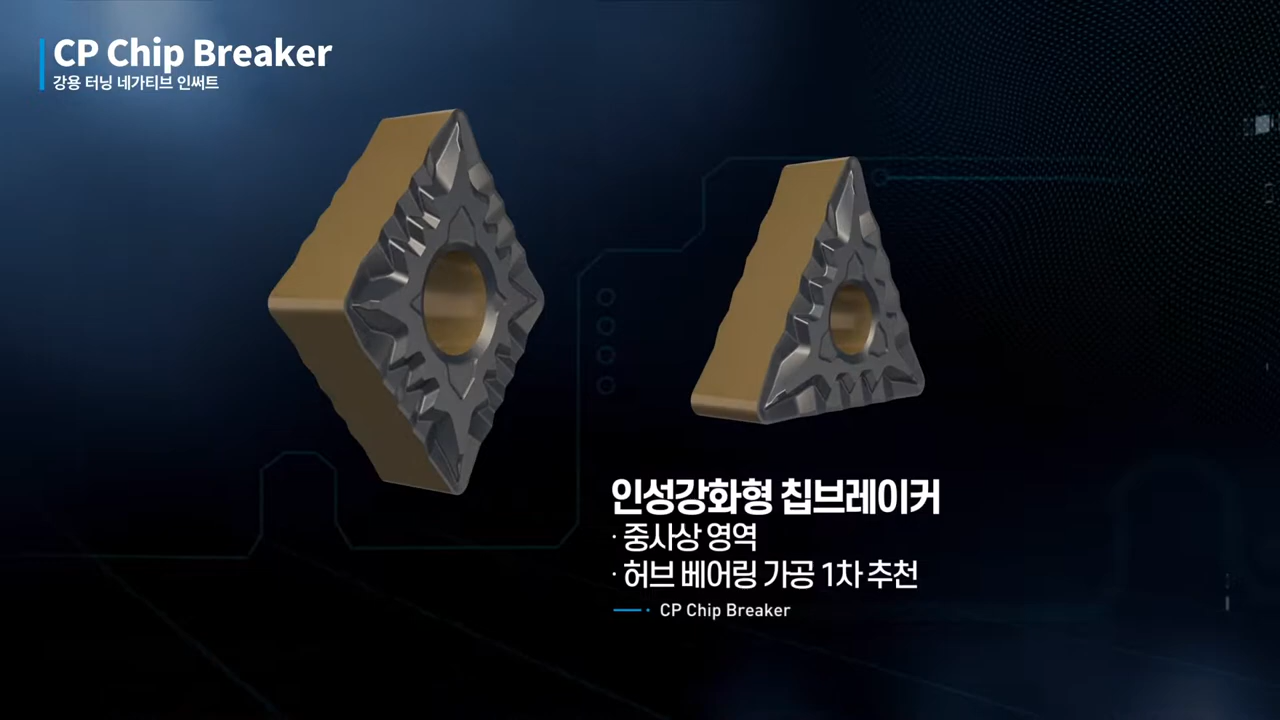 CP Chip Breaker
강용 터닝 네가티브 인써트
인성강화형 칩브레이커
· 중사상 영역
· 허브 베어링 가공 1차 추천
CP Chip Breaker